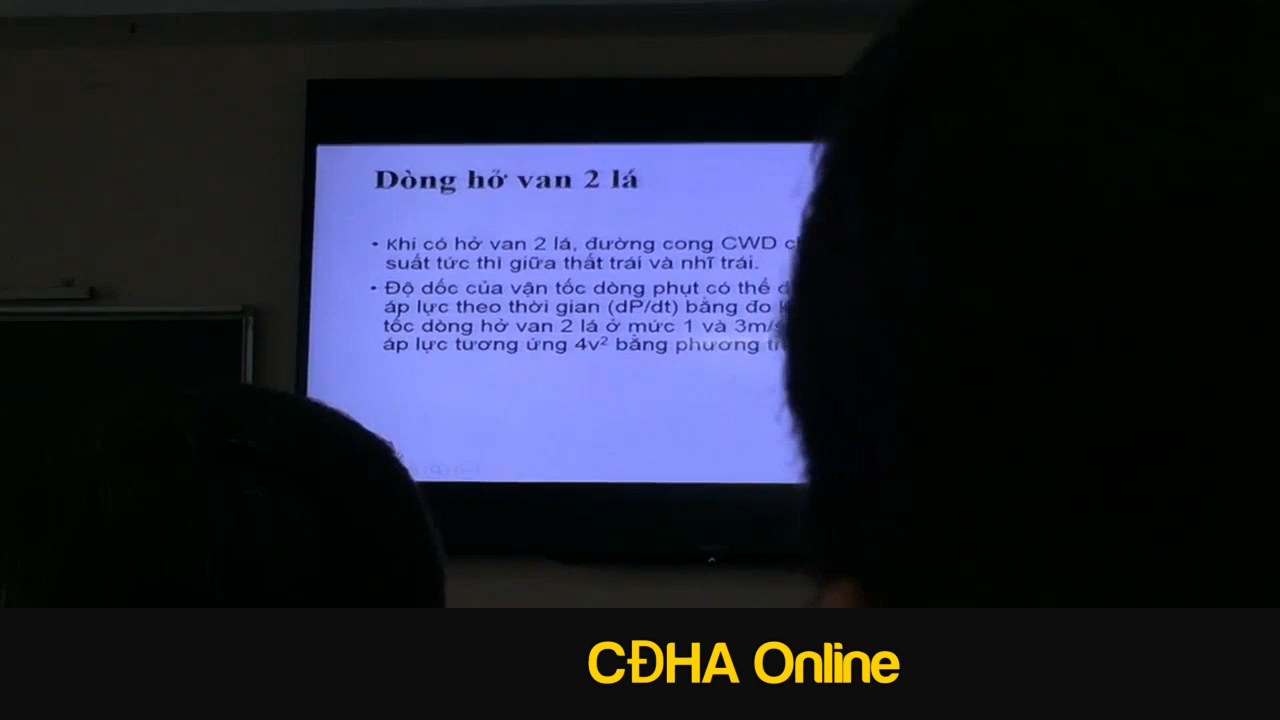 Dòng hở van 2 lá
• Khi có hở van 2 lá, đường cong CWD
suất tức thì giữa thất trái và nhĩ trái.
• Độ dốc của vận tốc dòng phụt có thể
áp lực theo thời gian (dP/dt) bằng đo
tốc dòng hở van 2 lá ở mức 1 và 3m/s
áp lực tương ứng 4v² bằng phương
CĐHA Online